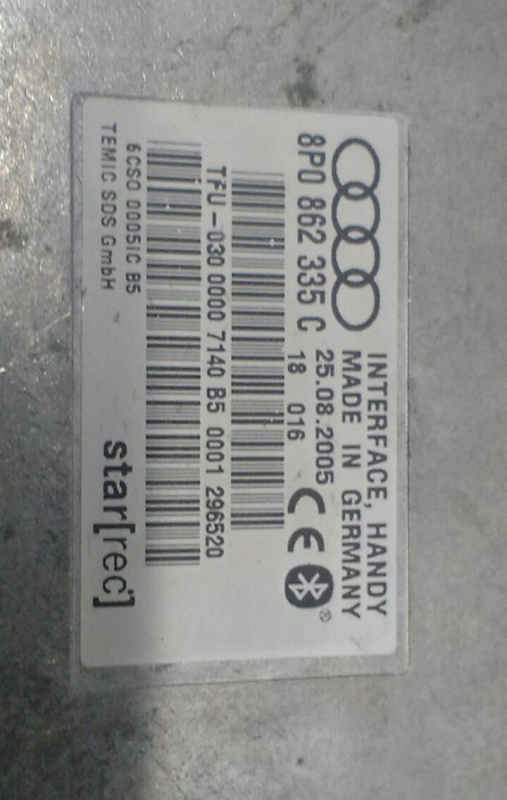 INTERFACE, HANDY
MADE IN GERMANY
8P0 862 335 C
25.08.2005
18 016
CE
®
TFU-030 0000 7140 B5 0001 296520
6CS0 0005IC B5
TEMIC SDS GmbH
star[rec]